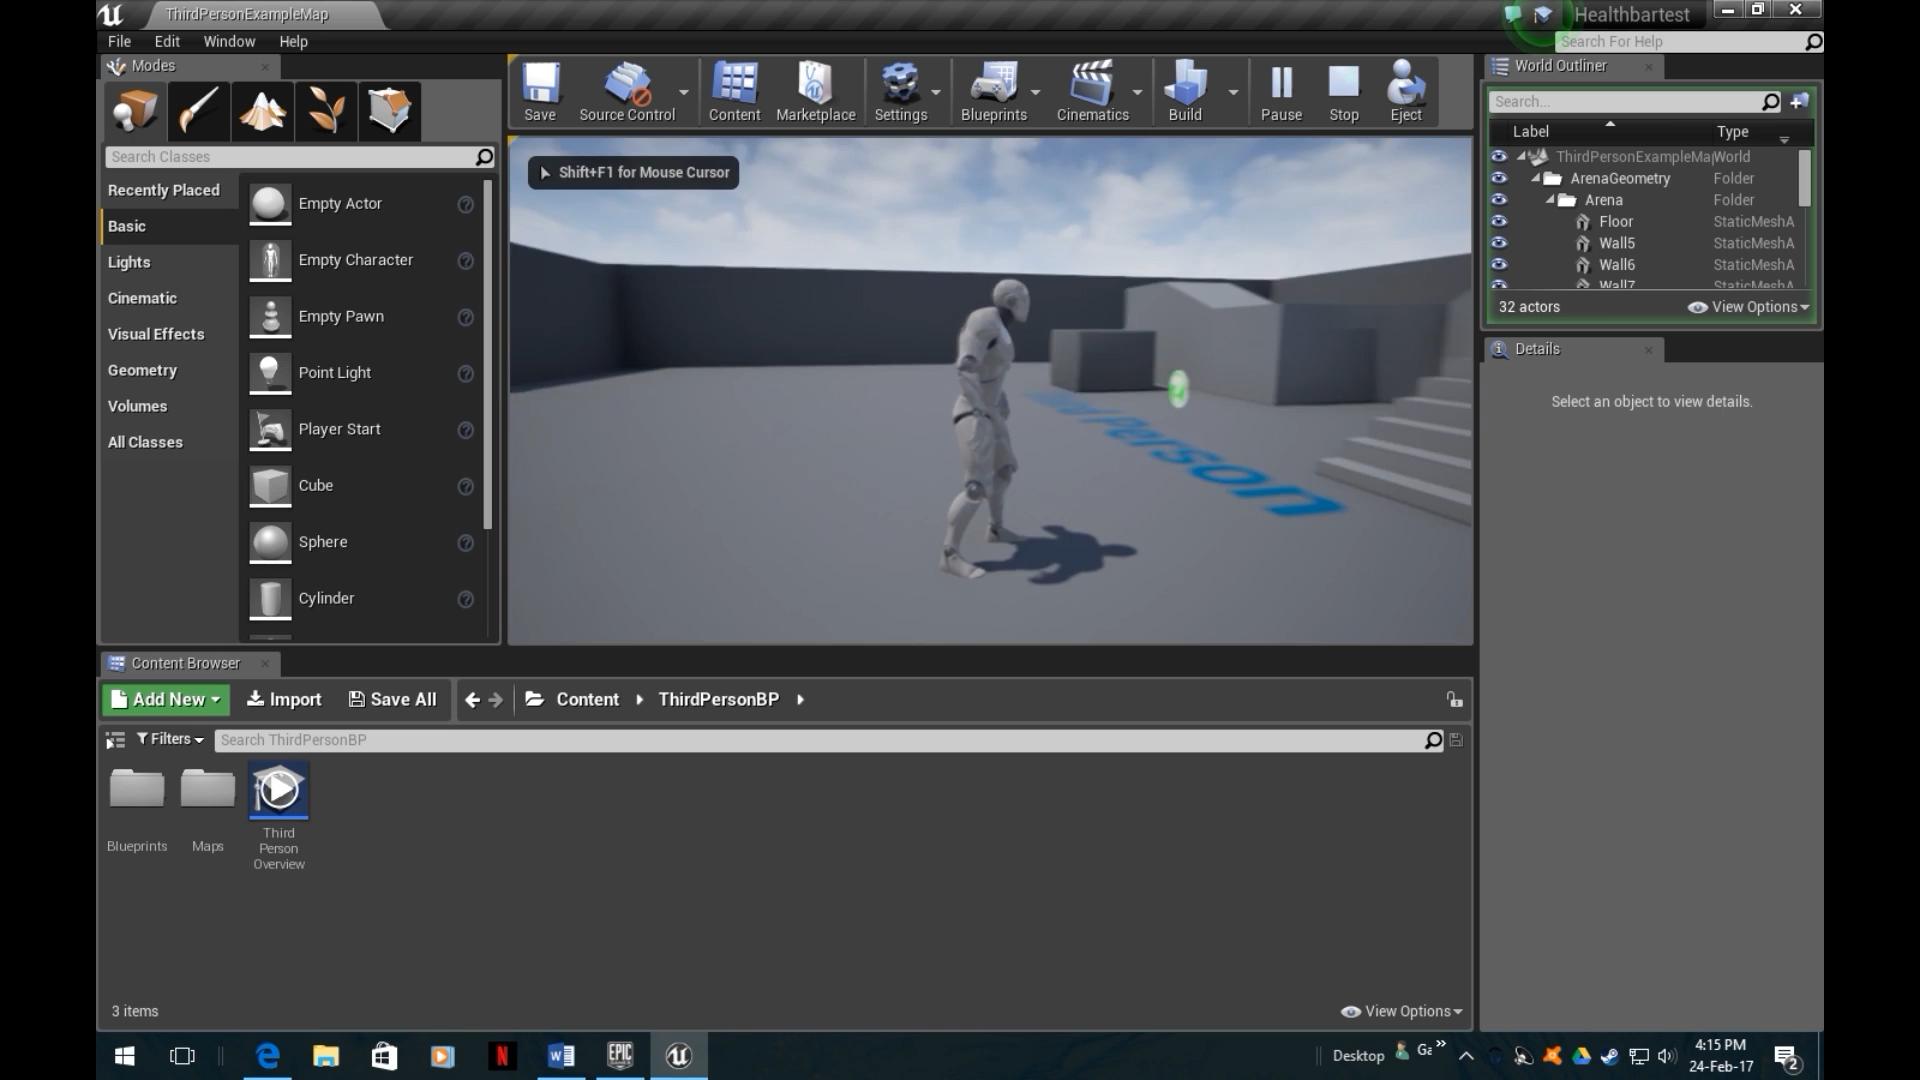 ThirdPersonExampleMap
Healthbartest
File Edit Window Help
Search For Help
Modes
Search Classes
Recently Placed
Basic
Lights
Cinematic
Visual Effects
Geometry
Volumes
All Classes
Empty Actor
Empty Character
Empty Pawn
Point Light
Player Start
Cube
Sphere
Cylinder
Save
Source Control
Content
Marketplace
Settings
Blueprints
Cinematics
Build
Pause
Stop
Eject
Shift+F1 for Mouse Cursor
Third Person
World Outliner
Search...
Label Type
ThirdPersonExampleMap World
ArenaGeometry Folder
Arena Folder
Floor StaticMeshA
Wall5 StaticMeshA
Wall6 StaticMeshA
Wall7 StaticMeshA
32 actors
View Options
Details
Select an object to view details.
Content Browser
Add New
Import
Save All
Content
ThirdPersonBP
Filters
Search ThirdPersonBP
Blueprints
Maps
Third
Person
Overview
3 items
View Options
EPIC
Desktop
Ga
4:15 PM
24-Feb-17
2